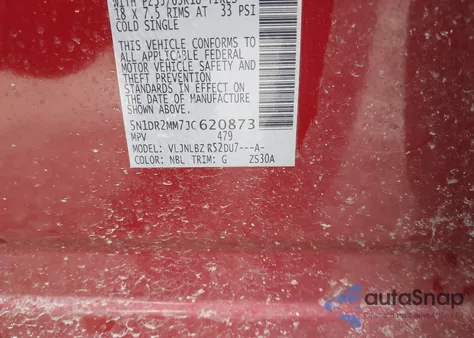 WITH P235/65R18 TIRES
18 X 7.5 RIMS AT 33 PSI
COLD SINGLE
THIS VEHICLE CONFORMS TO
ALL APPLICABLE FEDERAL
MOTOR VEHICLE SAFETY AND
THEFT PREVENTION
STANDARDS IN EFFECT ON
THE DATE OF MANUFACTURE
SHOWN ABOVE.
5N1DR2MM7JC620873
MPV 479
MODEL: VLJNLBZ R52DU7---A-
COLOR: NBL TRIM: G ZS30A
autoSnap